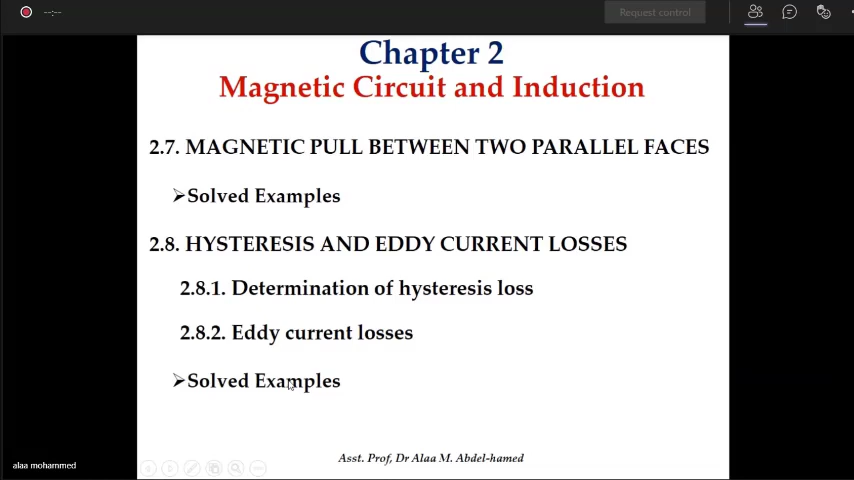 --:--
Request control
Chapter 2
Magnetic Circuit and Induction
2.7. MAGNETIC PULL BETWEEN TWO PARALLEL FACES
➢Solved Examples
2.8. HYSTERESIS AND EDDY CURRENT LOSSES
2.8.1. Determination of hysteresis loss
2.8.2. Eddy current losses
➢Solved Examples
Asst. Prof, Dr Alaa M. Abdel-hamed
alaa mohammed